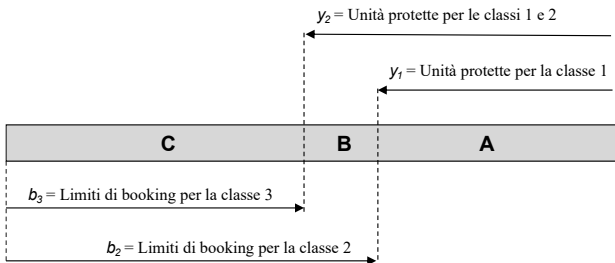 y2 = Unità protette per le classi 1 e 2
y1 = Unità protette per la classe 1
C B A
b3 = Limiti di booking per la classe 3
b2 = Limiti di booking per la classe 2